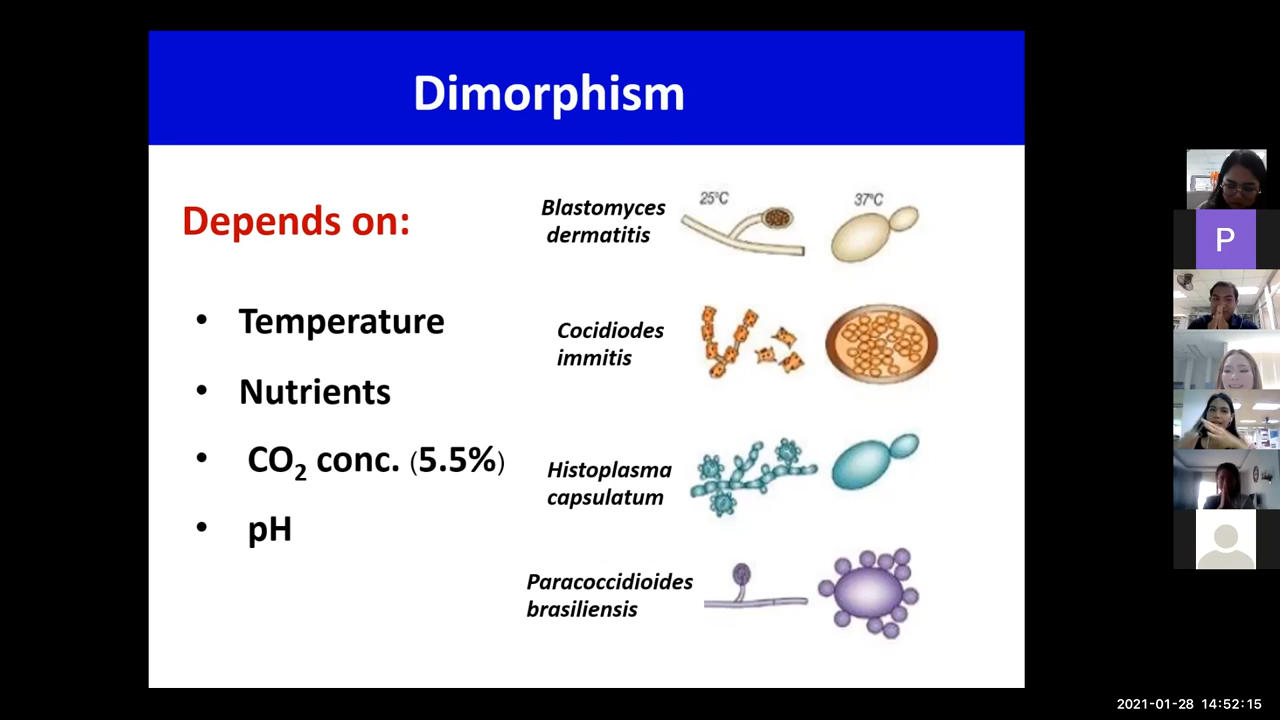 Dimorphism
Depends on:
• Temperature
• Nutrients
• CO₂ conc. (5.5%)
• pH
25°C
37°C
Blastomyces
dermatitis
Cocidiodes
immitis
Histoplasma
capsulatum
Paracoccidioides
brasiliensis
P
2021-01-28 14:52:15